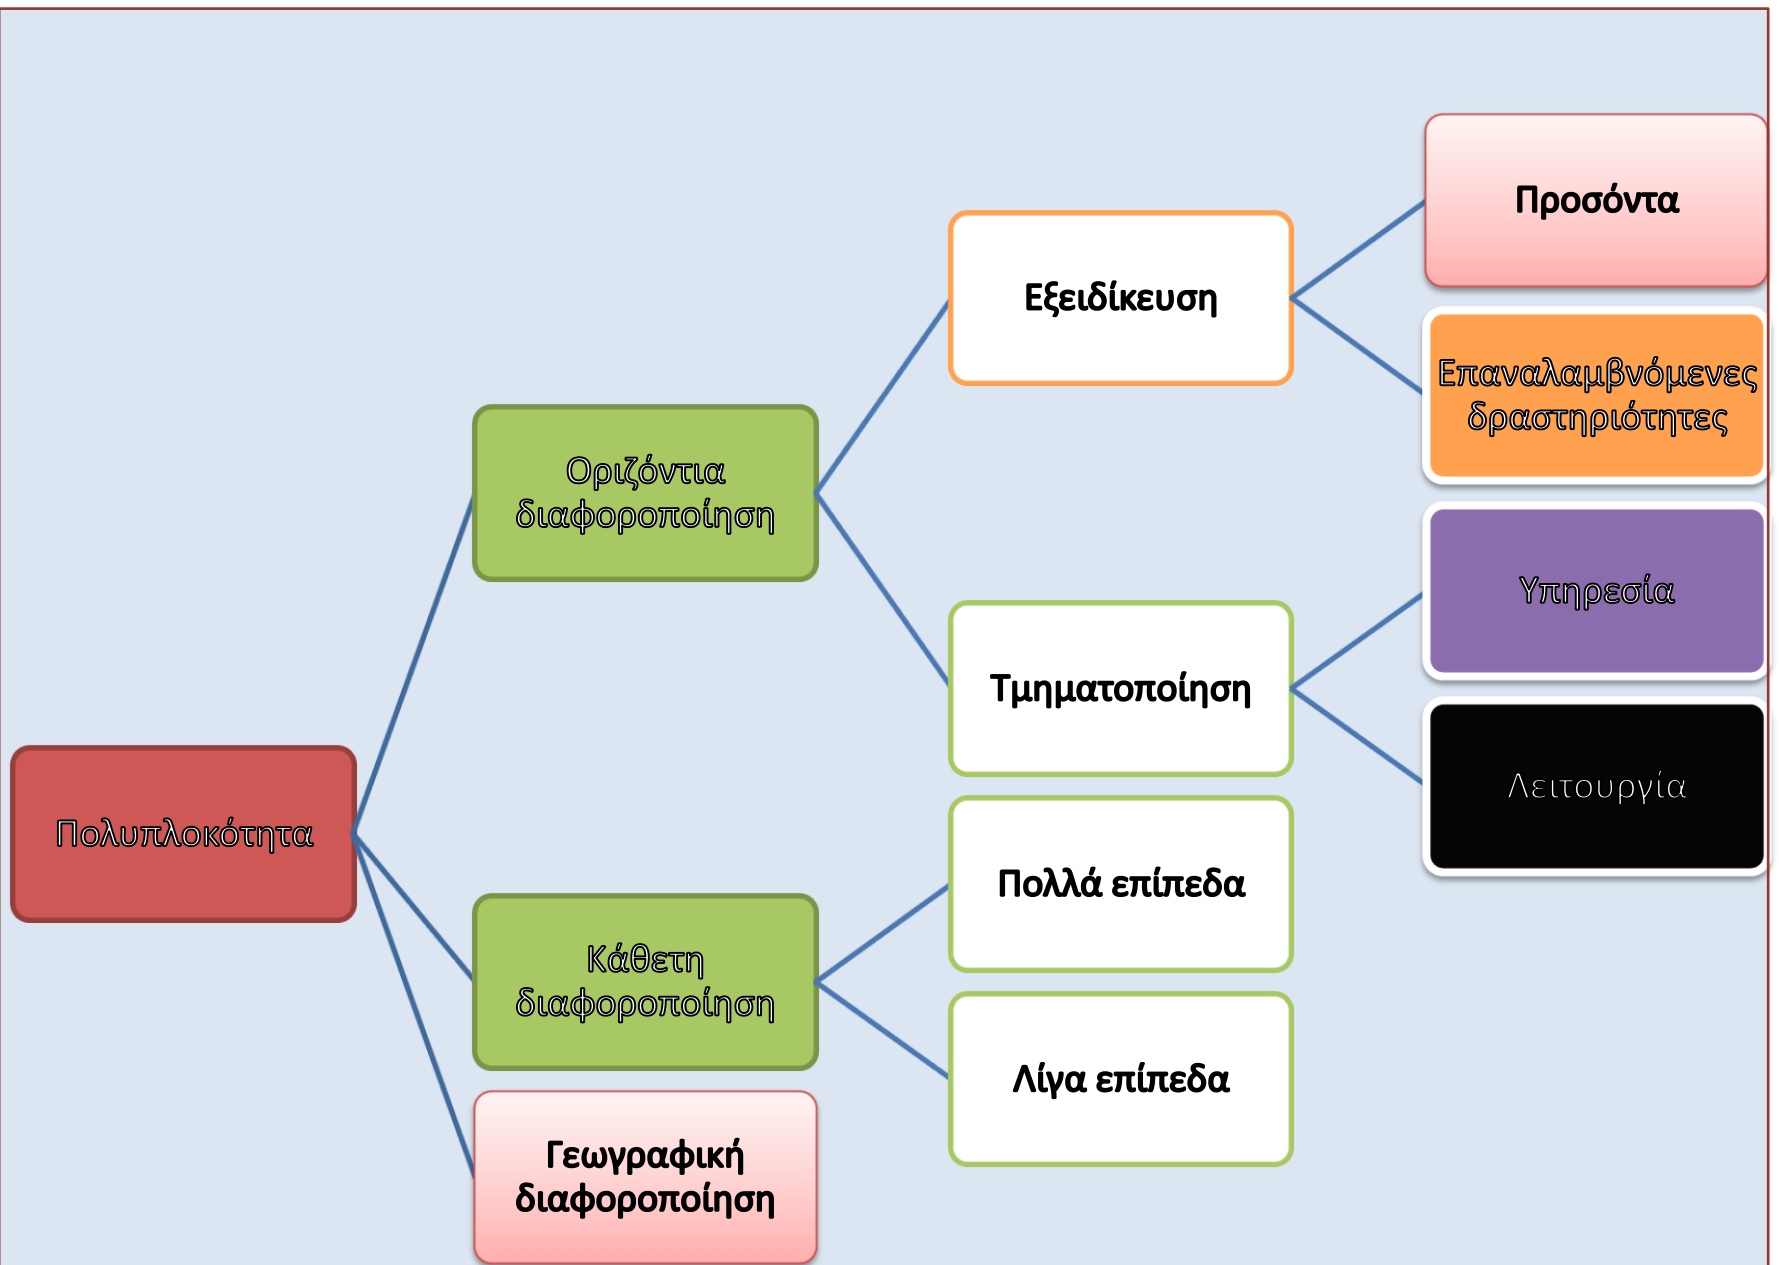 Πολυπλοκότητα
Οριζόντια
διαφοροποίηση
Εξειδίκευση
Προσόντα
Επαναλαμβνόμενες
δραστηριότητες
Τμηματοποίηση
Υπηρεσία
Λειτουργία
Κάθετη
διαφοροποίηση
Πολλά επίπεδα
Λίγα επίπεδα
Γεωγραφική
διαφοροποίηση